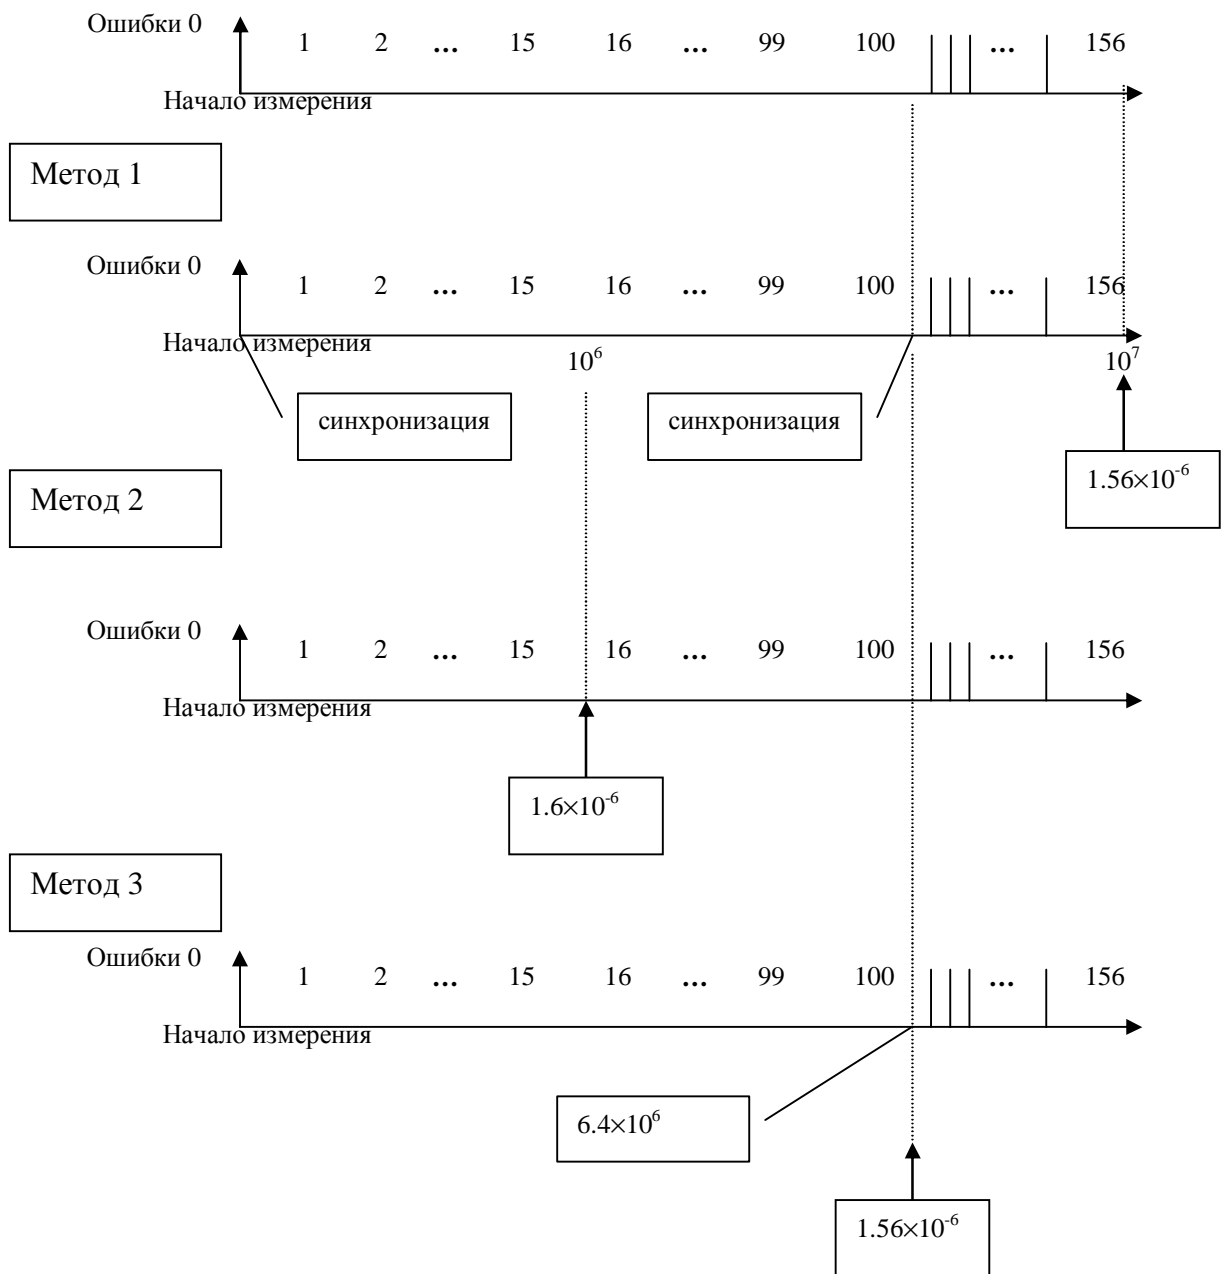 Ошибки 0
1 2 ... 15 16 ... 99 100 ... 156
Начало измерения
Метод 1
Ошибки 0
1 2 ... 15 16 ... 99 100 ... 156
Начало измерения
10⁶ 10⁷
синхронизация синхронизация
1.56×10⁻⁶
Метод 2
Ошибки 0
1 2 ... 15 16 ... 99 100 ... 156
Начало измерения
1.6×10⁻⁶
Метод 3
Ошибки 0
1 2 ... 15 16 ... 99 100 ... 156
Начало измерения
6.4×10⁶
1.56×10⁻⁶